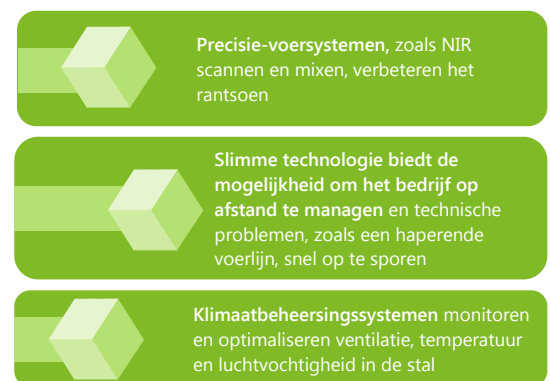 Precisie-voersystemen, zoals NIR
scannen en mixen, verbeteren het
rantsoen
Slimme technologie biedt de
mogelijkheid om het bedrijf op
afstand te managen en technische
problemen, zoals een haperende
voerlijn, snel op te sporen
Klimaatbeheersingssystemen monitoren
en optimaliseren ventilatie, temperatuur
en luchtvochtigheid in de stal